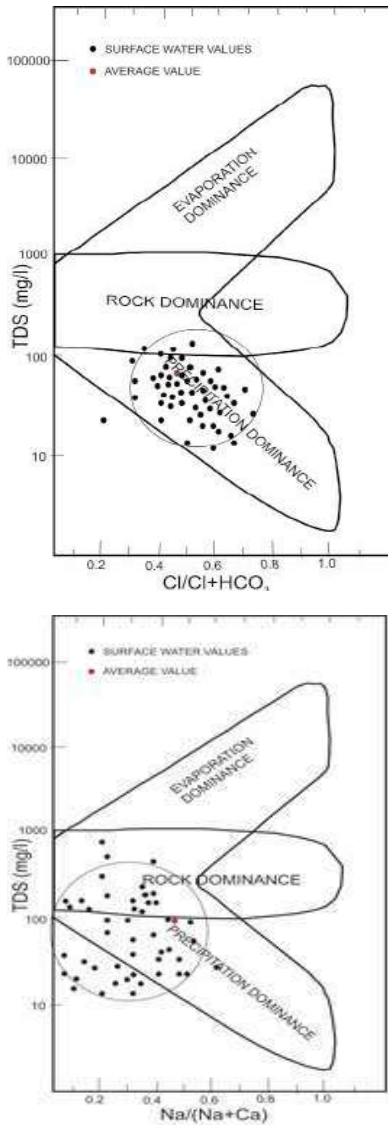 SURFACE WATER VALUES
AVERAGE VALUE
100000
10000
1000
100
10
TDS (mg/l)
EVAPORATION
DOMINANCE
ROCK DOMINANCE
PRECIPITATION DOMINANCE
0.2 0.4 0.6 0.8 1.0
Cl/Cl+HCO₃
SURFACE WATER VALUES
AVERAGE VALUE
100000
10000
1000
100
10
TDS (mg/l)
EVAPORATION
DOMINANCE
ROCK DOMINANCE
PRECIPITATION DOMINANCE
0.2 0.4 0.6 0.8 1.0
Na/(Na+Ca)